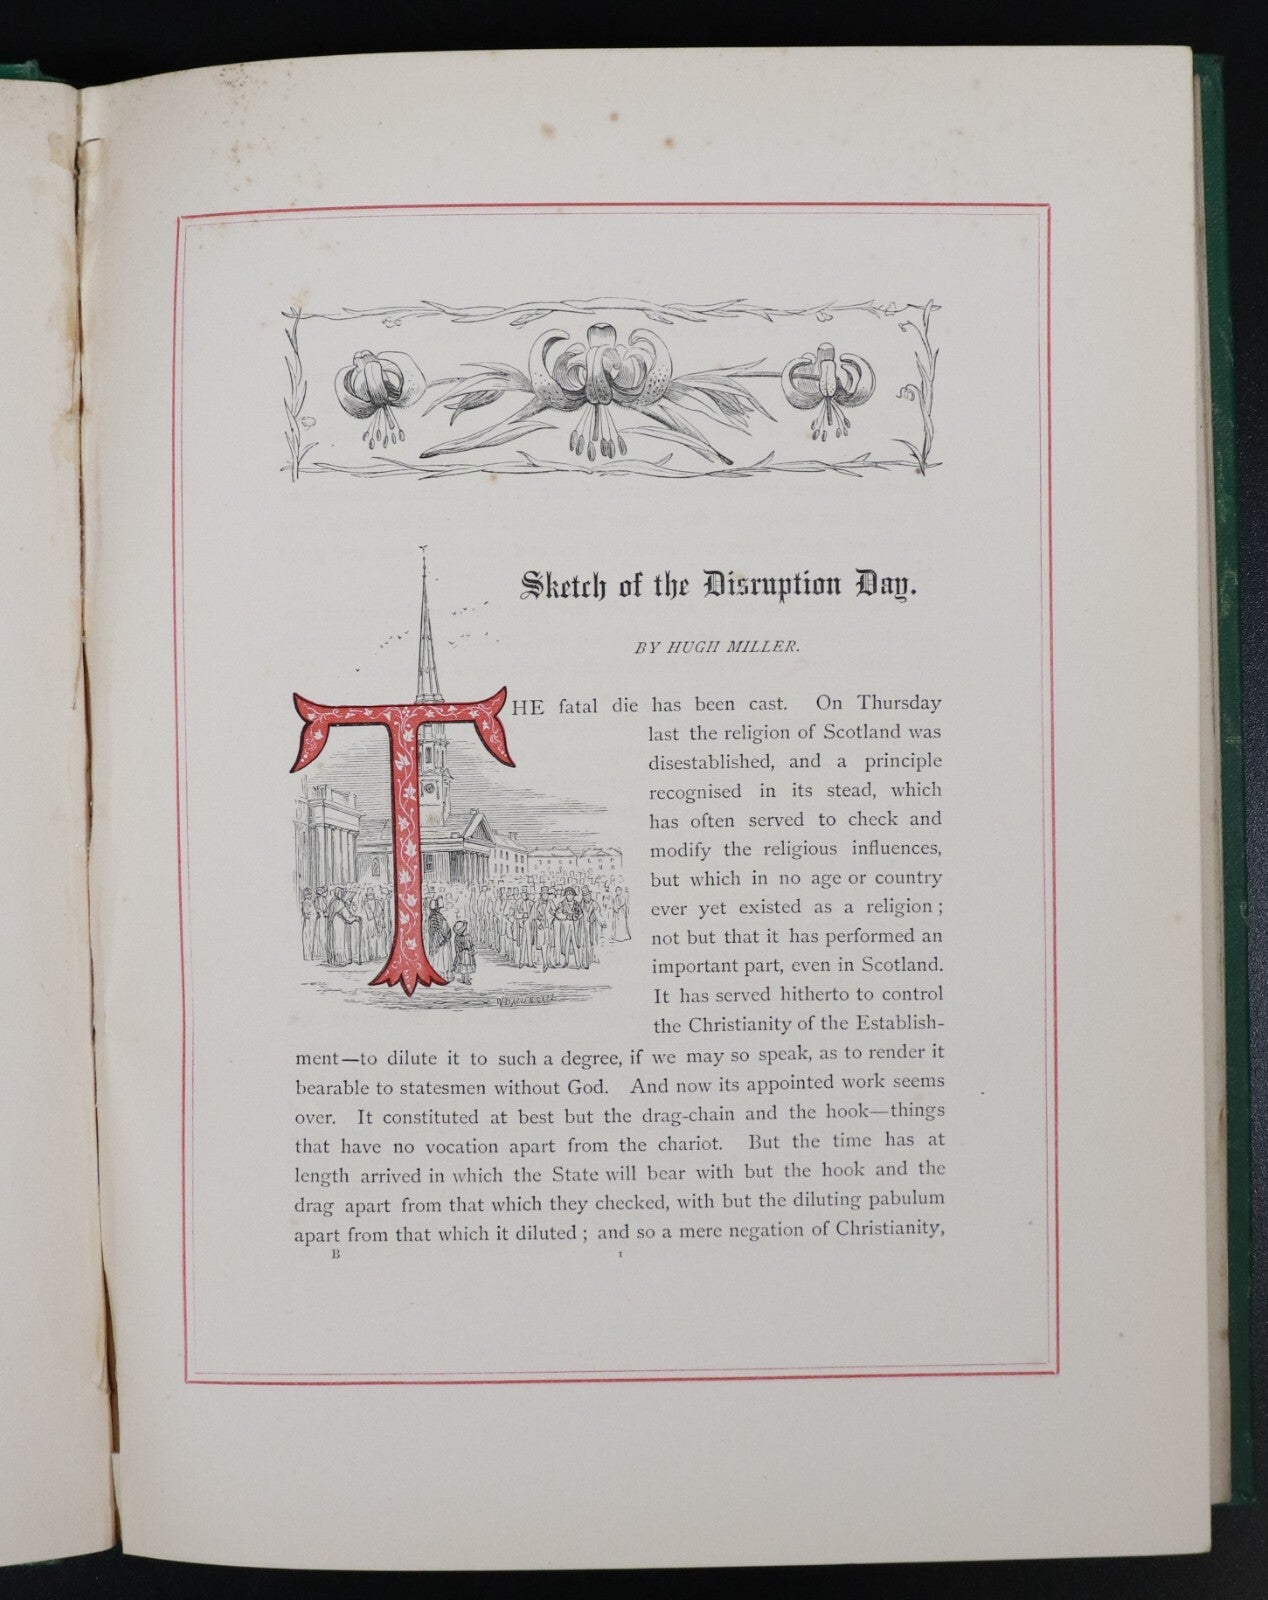 Sketch of the Disruption Day.
BY HUGH MILLER.
THE fatal die has been cast. On Thursday
last the religion of Scotland was
disestablished, and a principle
recognised in its stead, which
has often served to check and
modify the religious influences,
but which in no age or country
ever yet existed as a religion;
not but that it has performed an
important part, even in Scotland.
It has served hitherto to control
the Christianity of the Establish-
ment—to dilute it to such a degree, if we may so speak, as to render it
bearable to statesmen without God. And now its appointed work seems
over. It constituted at best but the drag-chain and the hook—things
that have no vocation apart from the chariot. But the time has at
length arrived in which the State will bear with but the hook and the
drag apart from that which they checked, with but the diluting pabulum
apart from that which it diluted; and so a mere negation of Christianity,
B 1